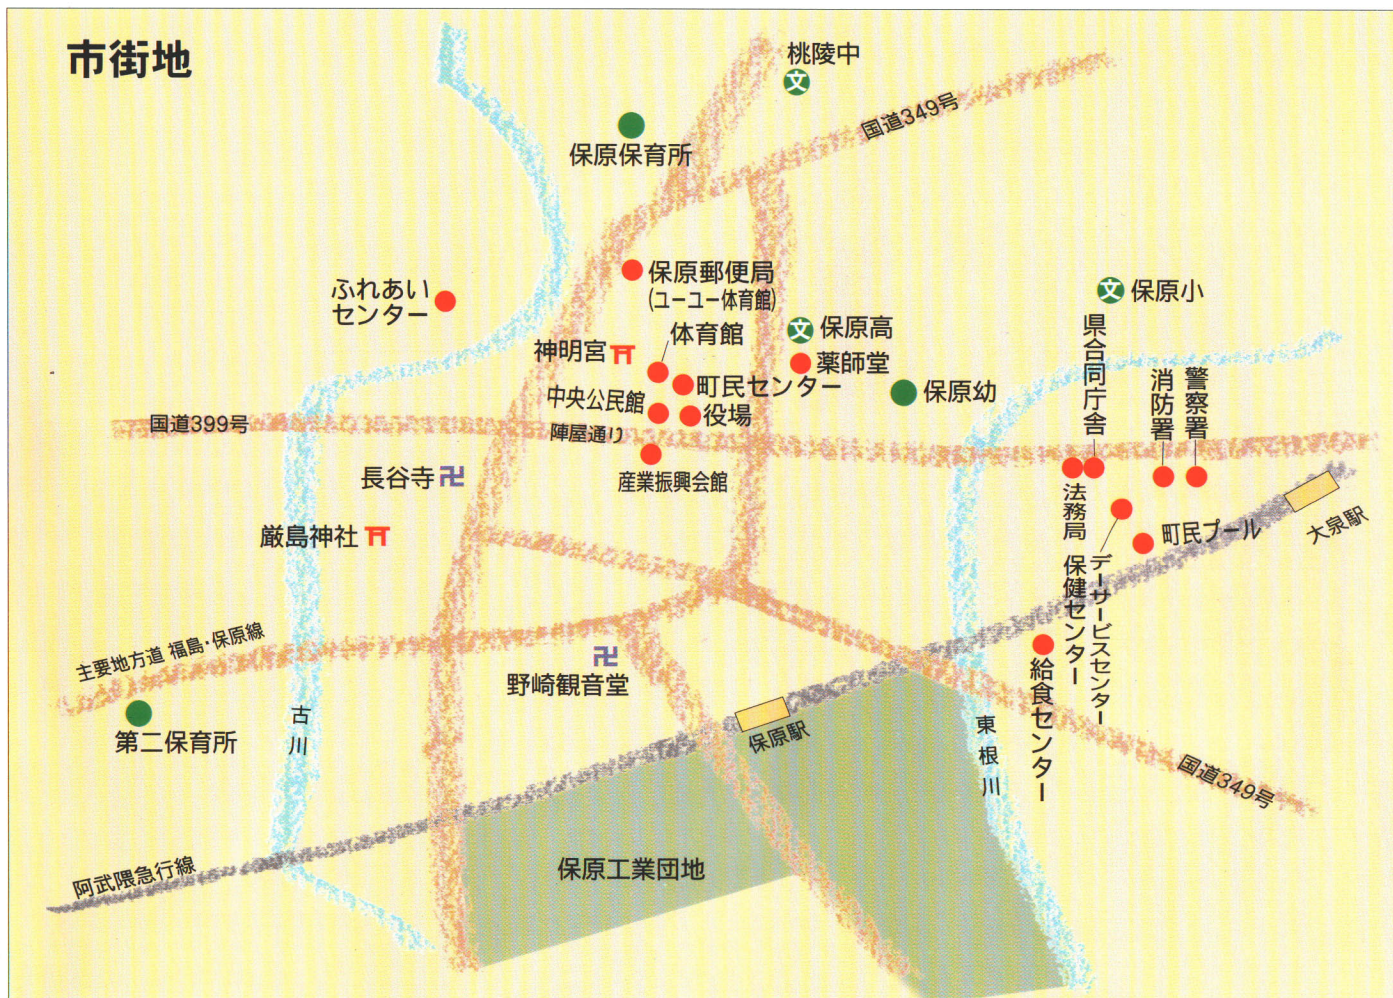 市街地
桃陵中
文
国道349号
保原保育所
保原郵便局
(ユーユー体育館)
ふれあい
センター
体育館
文
保原高
文
保原小
神明宮
薬師堂
町民センター
保原幼
県合同庁舎
消防署
警察署
中央公民館
役場
国道399号
陣屋通り
長谷寺
産業振興会館
法務局
町民プール
大泉駅
厳島神社
保健センター
デーサービスセンター
主要地方道 福島・保原線
野崎観音堂
給食センター
第二保育所
古川
保原駅
東根川
国道349号
保原工業団地
阿武隈急行線